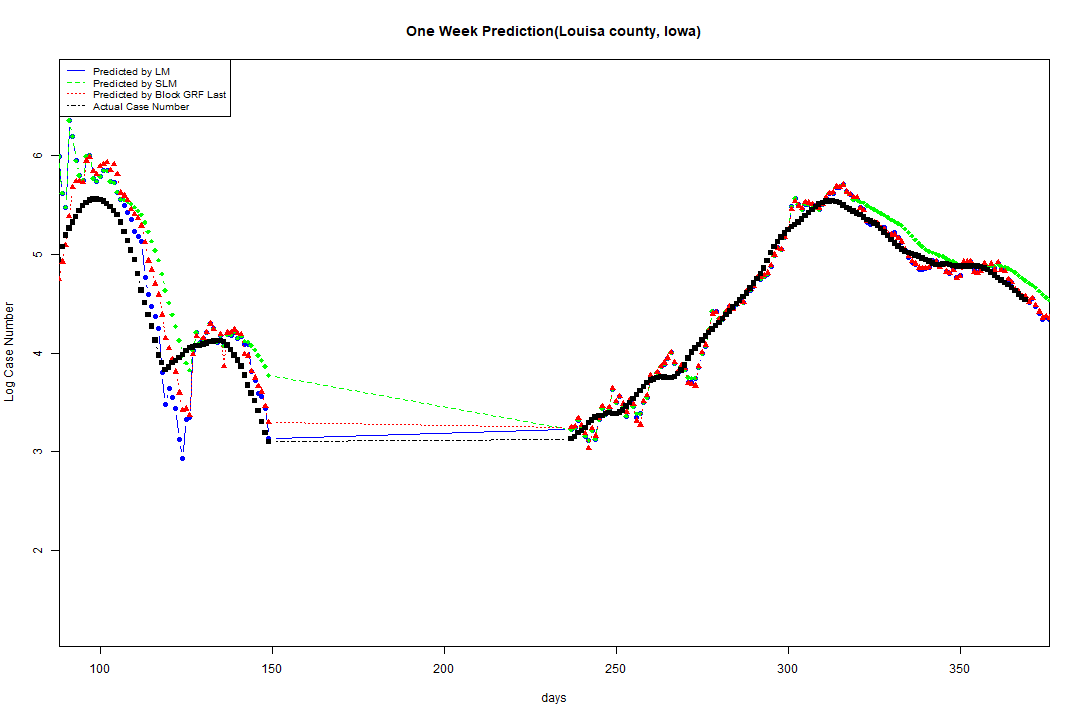 One Week Prediction(Louisa county, Iowa)
Predicted by LM
Predicted by SLM
Predicted by Block GRF Last
Actual Case Number
6
5
4
3
2
Log Case Number
100 150 200 250 300 350
days